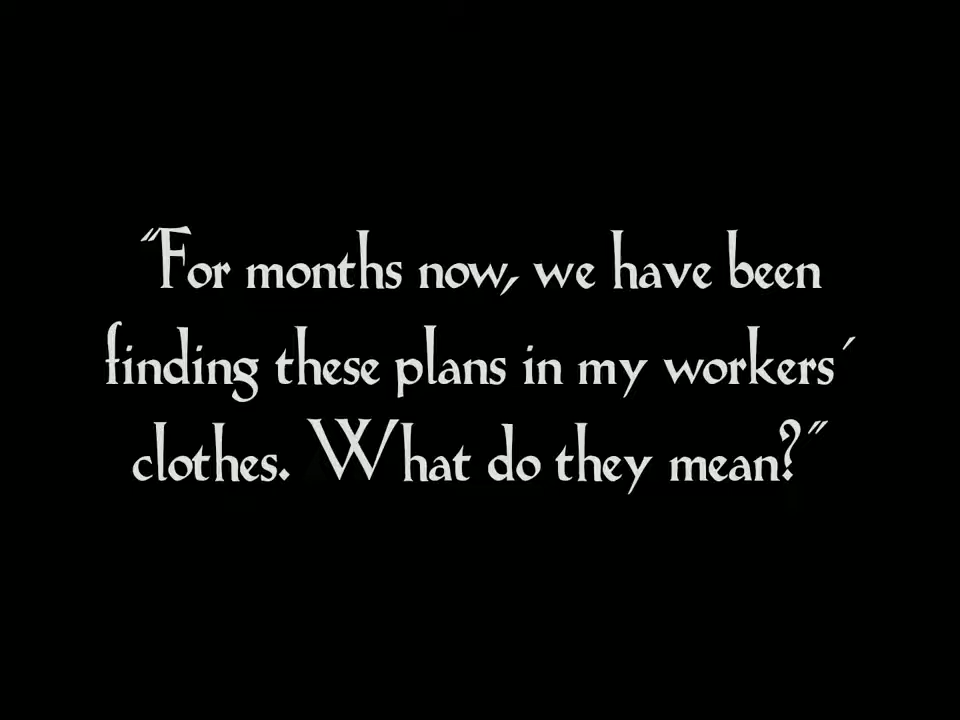 "For months now, we have been
finding these plans in my workers´
clothes. What do they mean?"